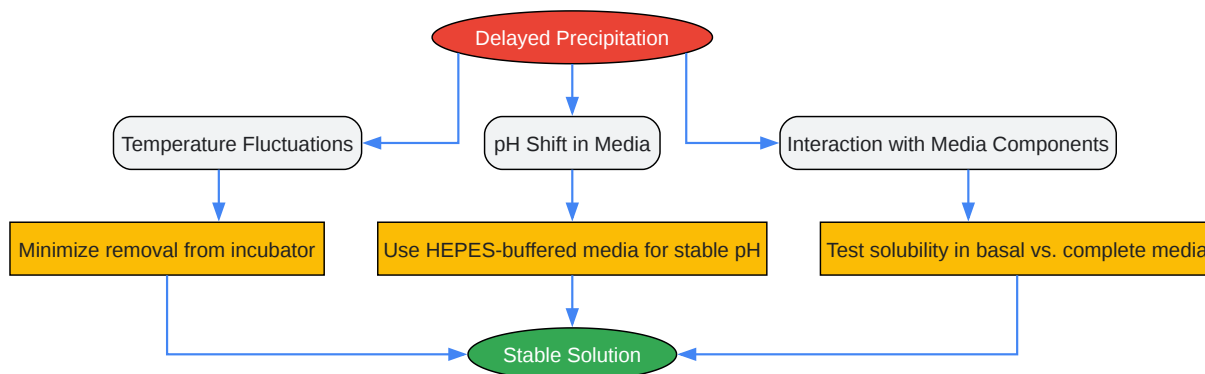 Delayed Precipitation
Temperature Fluctuations
pH Shift in Media
Interaction with Media Components
Minimize removal from incubator
Use HEPES-buffered media for stable pH
Test solubility in basal vs. complete media
Stable Solution